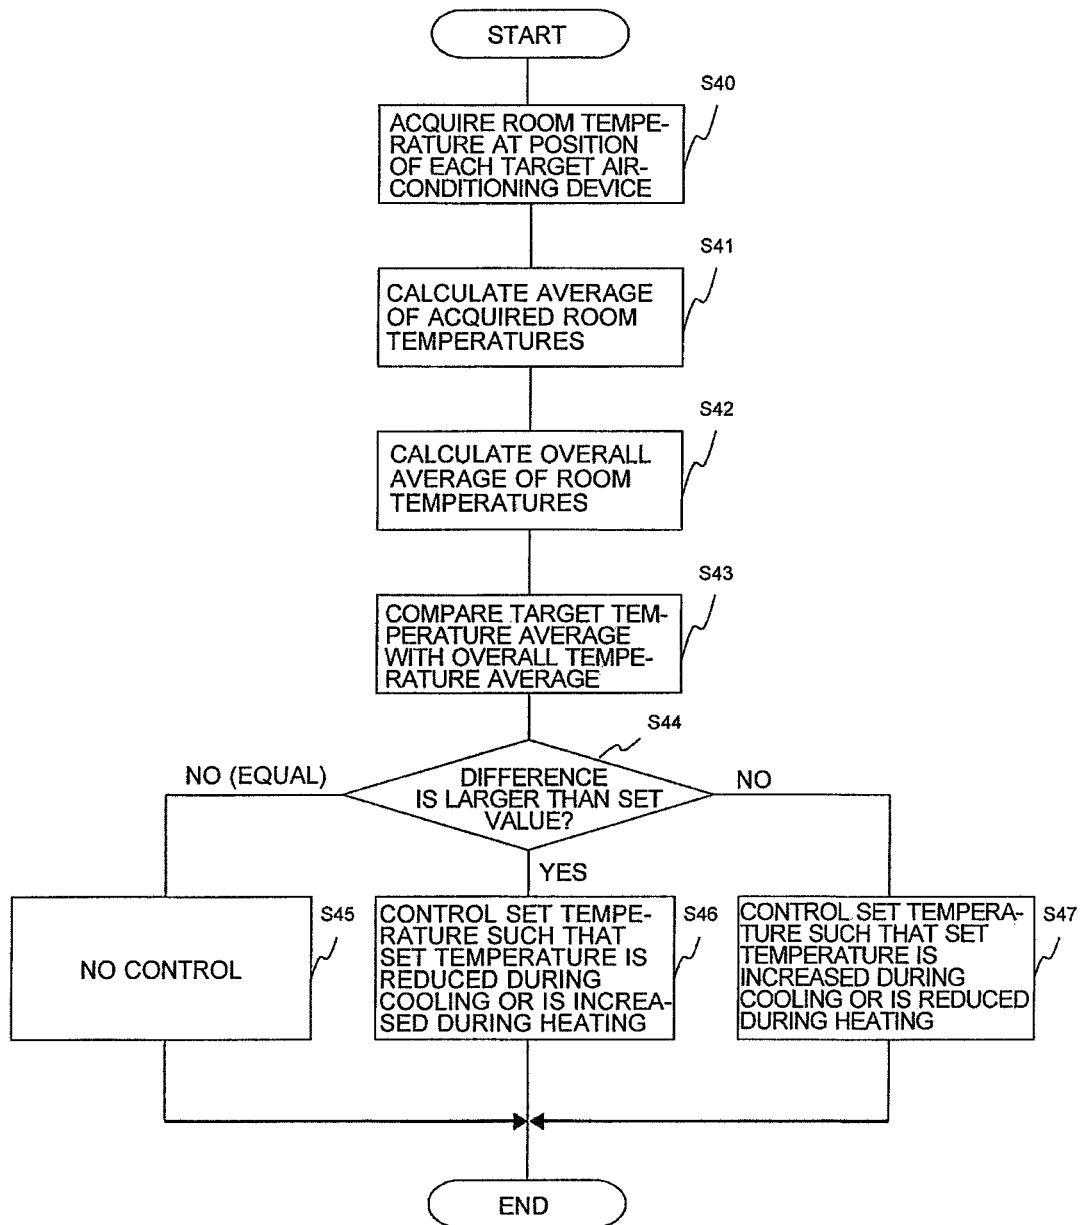 START
S40
ACQUIRE ROOM TEMPE-
RATURE AT POSITION
OF EACH TARGET AIR-
CONDITIONING DEVICE
S41
CALCULATE AVERAGE
OF ACQUIRED ROOM
TEMPERATURES
S42
CALCULATE OVERALL
AVERAGE OF ROOM
TEMPERATURES
S43
COMPARE TARGET TEM-
PERATURE AVERAGE
WITH OVERALL TEMPE-
RATURE AVERAGE
S44
DIFFERENCE
IS LARGER THAN SET
VALUE?
NO (EQUAL)
NO
YES
S45
NO CONTROL
S46
CONTROL SET TEMPE-
RATURE SUCH THAT
SET TEMPERATURE IS
REDUCED DURING
COOLING OR IS INCREA-
SED DURING HEATING
S47
CONTROL SET TEMPERA-
TURE SUCH THAT SET
TEMPERATURE IS
INCREASED DURING
COOLING OR IS REDUCED
DURING HEATING
END